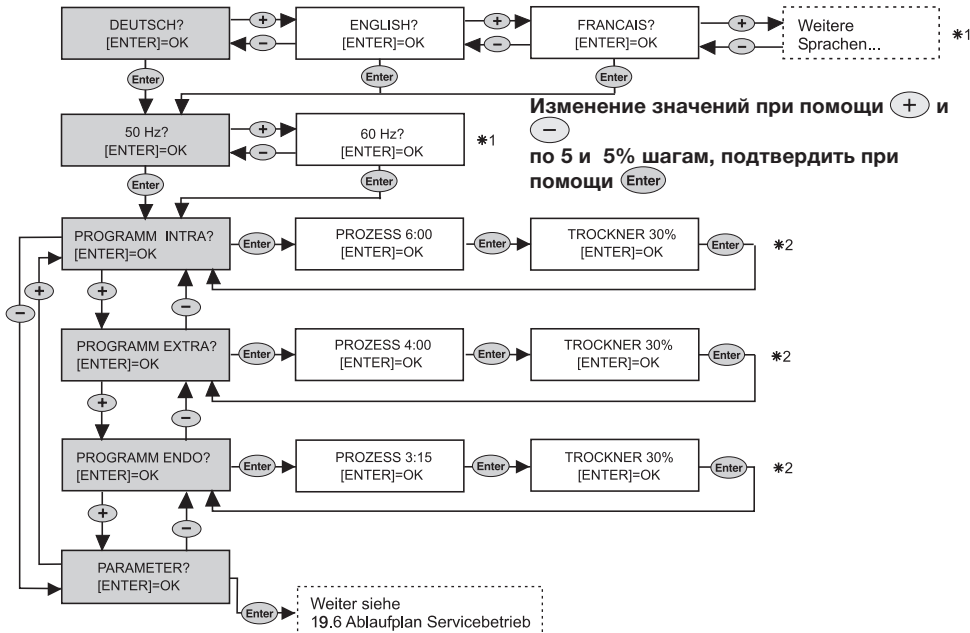 DEUTSCH?
[ENTER]=OK
+
−
ENGLISH?
[ENTER]=OK
+
−
FRANCAIS?
[ENTER]=OK
+
−
Weitere
Sprachen...
*1
Enter
Enter
Enter
Изменение значений при помощи + и
−
по 5 и 5% шагам, подтвердить при
помощи Enter
50 Hz?
[ENTER]=OK
+
−
60 Hz?
[ENTER]=OK
*1
Enter
Enter
PROGRAMM INTRA?
[ENTER]=OK
Enter
PROZESS 6:00
[ENTER]=OK
Enter
TROCKNER 30%
[ENTER]=OK
Enter
*2
−
+
+
−
PROGRAMM EXTRA?
[ENTER]=OK
Enter
PROZESS 4:00
[ENTER]=OK
Enter
TROCKNER 30%
[ENTER]=OK
Enter
*2
+
−
PROGRAMM ENDO?
[ENTER]=OK
Enter
PROZESS 3:15
[ENTER]=OK
Enter
TROCKNER 30%
[ENTER]=OK
Enter
*2
+
−
PARAMETER?
[ENTER]=OK
Enter
Weiter siehe
19.6 Ablaufplan Servicebetrieb